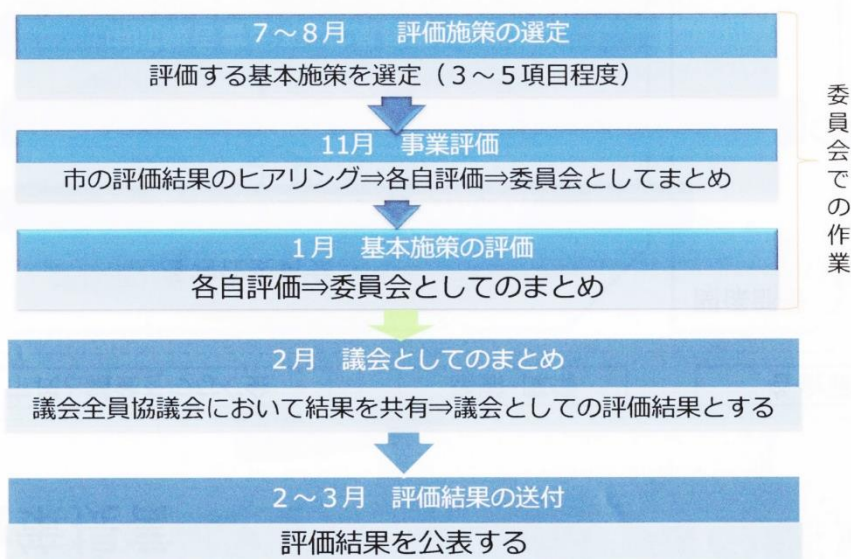 7～8月　評価施策の選定
評価する基本施策を選定（3～5項目程度）
11月　事業評価
市の評価結果のヒアリング⇒各自評価⇒委員会としてまとめ
1月　基本施策の評価
各自評価⇒委員会としてのまとめ
2月　議会としてのまとめ
議会全員協議会において結果を共有⇒議会としての評価結果とする
2～3月　評価結果の送付
評価結果を公表する
委員会での作業